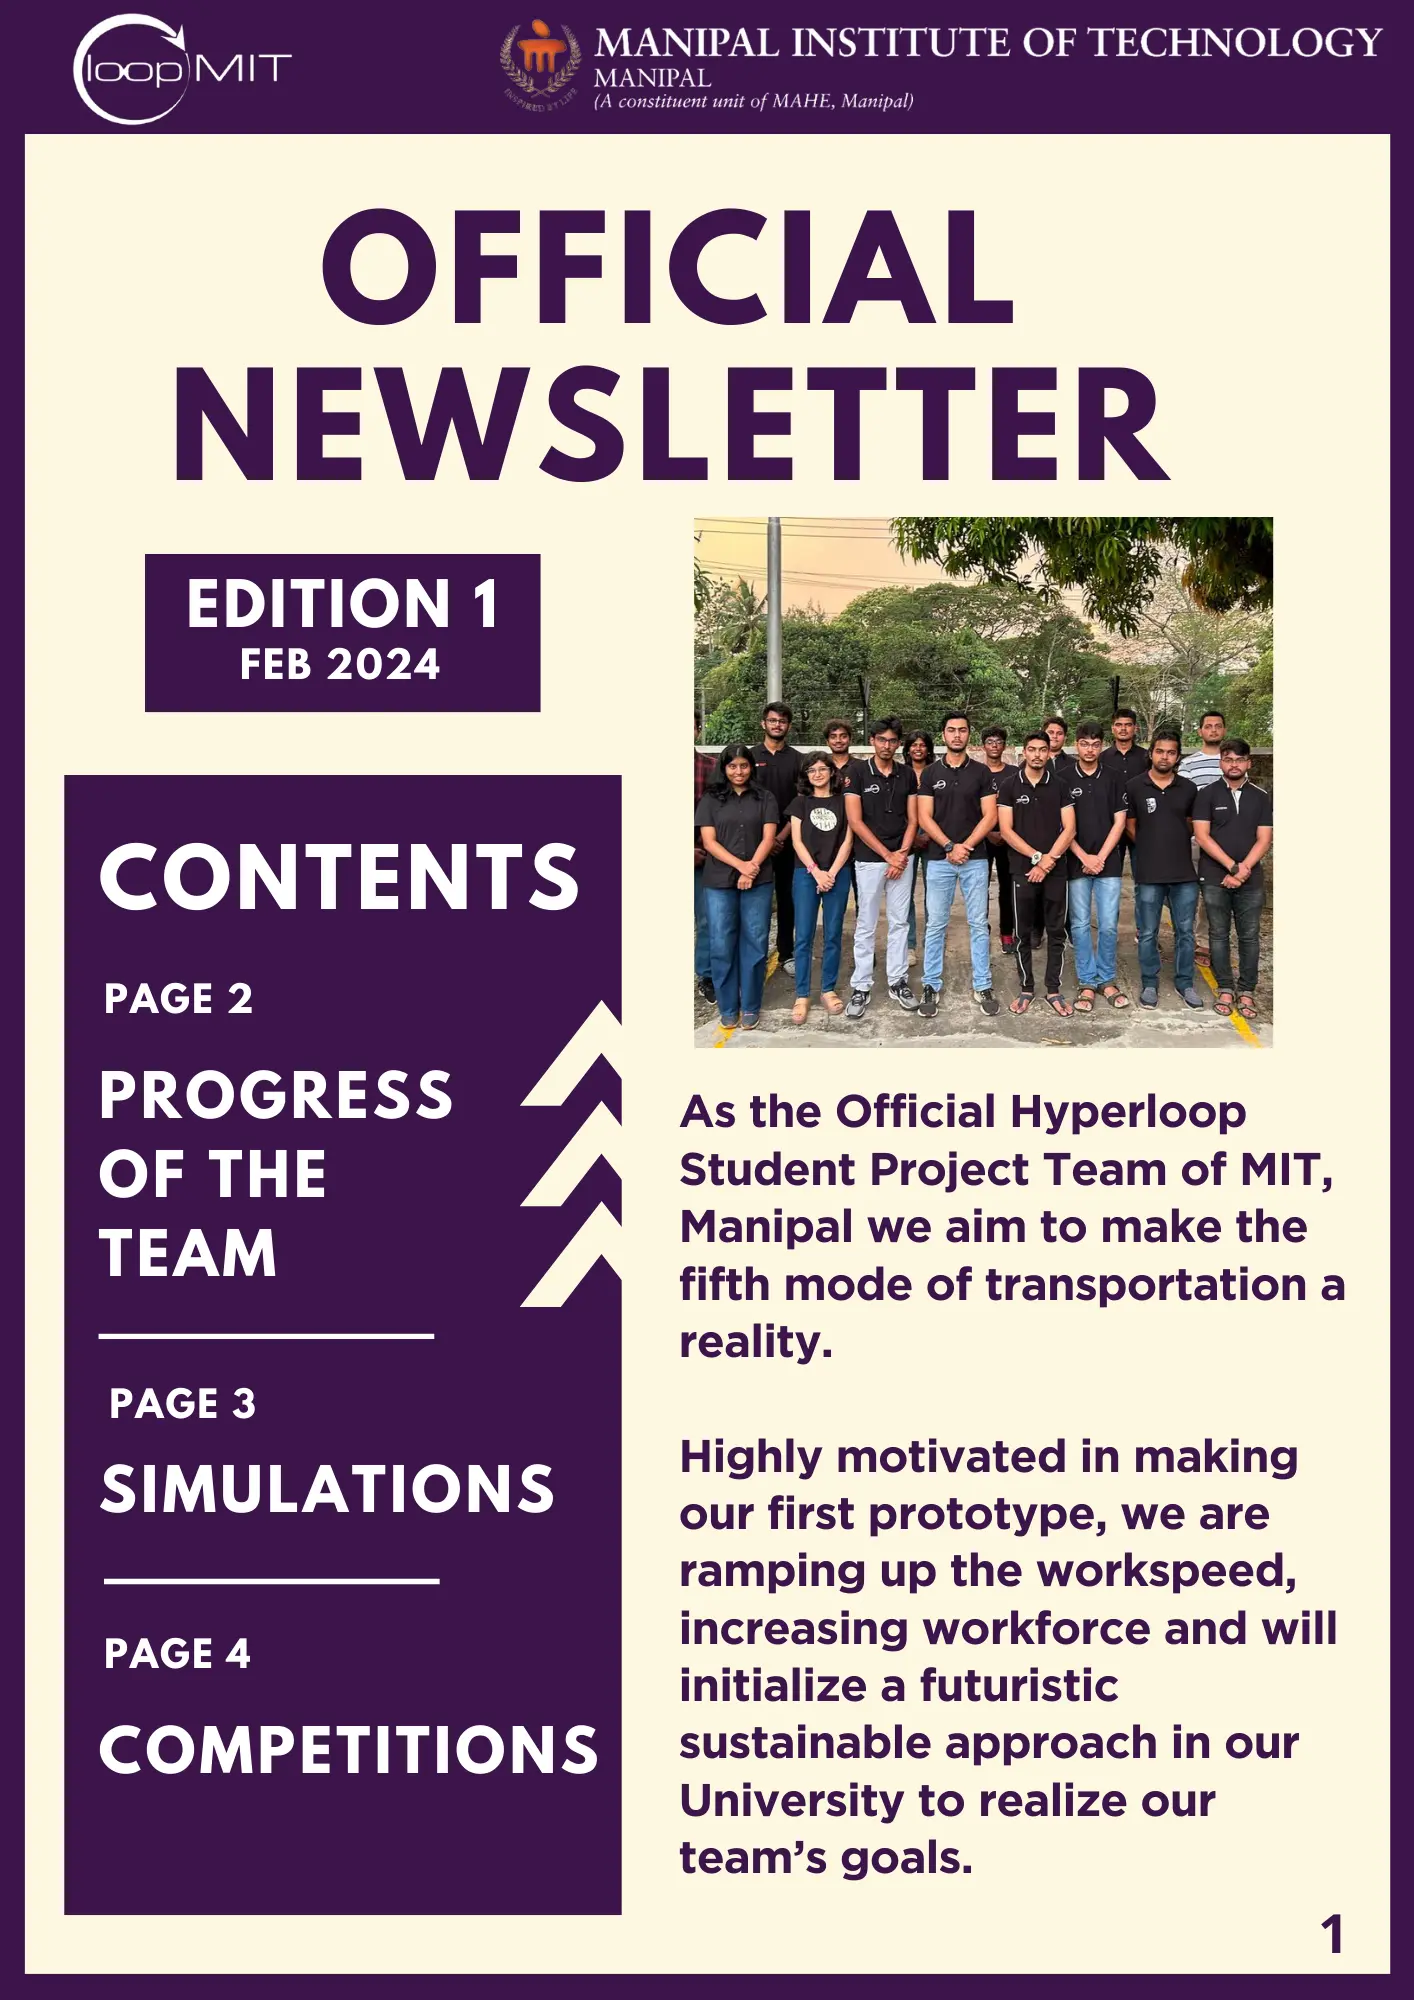 loop MIT
MANIPAL INSTITUTE OF TECHNOLOGY
MANIPAL
(A constituent unit of MAHE, Manipal)
INSPIRED BY LIFE
OFFICIAL
NEWSLETTER
EDITION 1
FEB 2024
CONTENTS
PAGE 2
PROGRESS
OF THE
TEAM
PAGE 3
SIMULATIONS
PAGE 4
COMPETITIONS
As the Official Hyperloop
Student Project Team of MIT,
Manipal we aim to make the
fifth mode of transportation a
reality.
Highly motivated in making
our first prototype, we are
ramping up the workspeed,
increasing workforce and will
initialize a futuristic
sustainable approach in our
University to realize our
team’s goals.
1